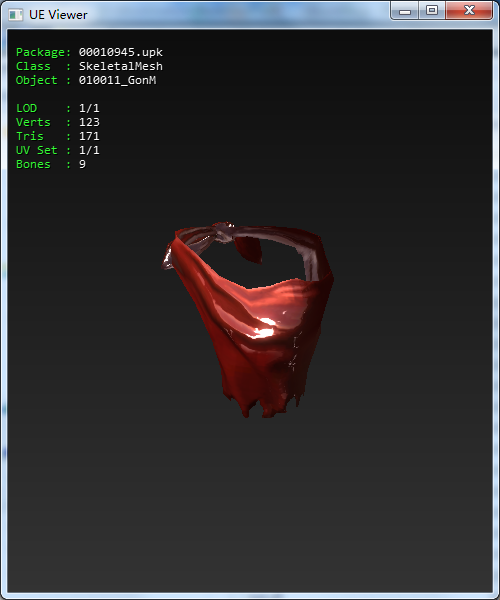 UE Viewer
Package: 00010945.upk
Class : SkeletalMesh
Object : 010011_GonM
LOD : 1/1
Verts : 123
Tris : 171
UV Set : 1/1
Bones : 9